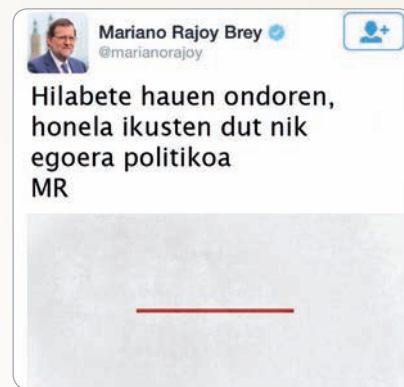 Mariano Rajoy Brey
@marianorajoy
Hilabete hauen ondoren,
honela ikusten dut nik
egoera politikoa
MR